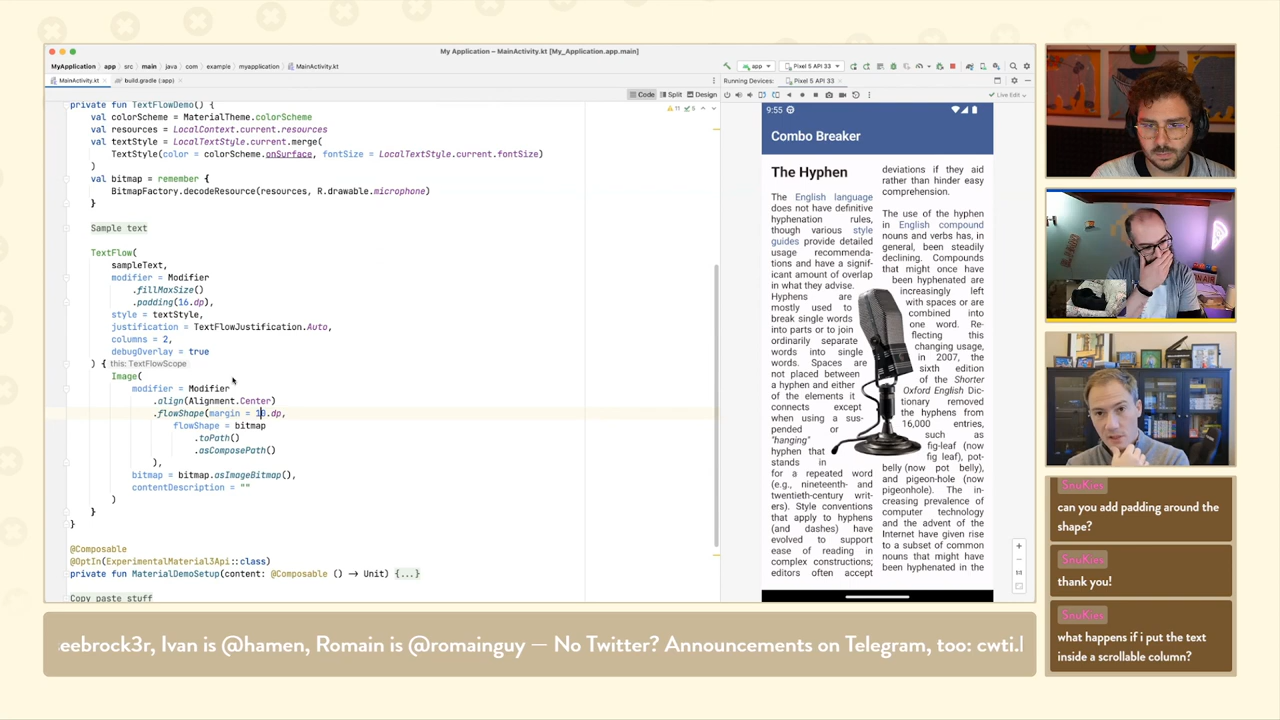 My Application – MainActivity.kt [My_Application.app.main]
MyApplication
app
src
main
java
com
example
myapplication
MainActivity.kt
app
Pixel 5 API 33
MainActivity.kt
build.gradle (:app)
Running Devices:
Pixel 5 API 33
Code
Split
Design
Live Edit
private fun TextFlowDemo() {
val colorScheme = MaterialTheme.colorScheme
val resources = LocalContext.current.resources
val textStyle = LocalTextStyle.current.merge(
TextStyle(color = colorScheme.onSurface, fontSize = LocalTextStyle.current.fontSize)
)
val bitmap = remember {
BitmapFactory.decodeResource(resources, R.drawable.microphone)
}
Sample text
TextFlow(
sampleText,
modifier = Modifier
.fillMaxSize()
.padding(16.dp),
style = textStyle,
justification = TextFlowJustification.Auto,
columns = 2,
debugOverlay = true
) { this: TextFlowScope
Image(
modifier = Modifier
.align(Alignment.Center)
.flowShape(margin = 10.dp,
flowShape = bitmap
.toPath()
.asComposePath()
),
bitmap = bitmap.asImageBitmap(),
contentDescription = ""
)
}
}
@Composable
@OptIn(ExperimentalMaterial3Api::class)
private fun MaterialDemoSetup(content: @Composable () → Unit) {...}
Copy paste stuff
9:55
Combo Breaker
The Hyphen
The English language
does not have definitive
hyphenation rules,
though various style
guides provide detailed
usage recommenda-
tions and have a signif-
icant amount of overlap
in what they advise.
Hyphens are
mostly used to
break single words
into parts or to join
ordinarily separate
words into single
words. Spaces are
not placed between
a hyphen and either
of the elements it
connects except
when using a sus-
pended or
"hanging"
hyphen that
stands in
for a repeated word
(e.g., nineteenth- and
twentieth-century writ-
ers). Style conventions
that apply to hyphens
(and dashes) have
evolved to support
ease of reading in
complex constructions;
editors often accept
deviations if they aid
rather than hinder easy
comprehension.
The use of the hyphen
in English compound
nouns and verbs has, in
general, been steadily
declining. Compounds
that might once have
been hyphenated are
increasingly left
with spaces or are
combined into
one word. Re-
flecting this
changing usage,
in 2007, the
sixth edition
of the Shorter
Oxford English Dic-
tionary removed
the hyphens from
16,000 entries,
such as
fig-leaf (now
fig leaf), pot-
belly (now pot belly),
and pigeon-hole (now
pigeonhole). The in-
creasing prevalence of
computer technology
and the advent of the
Internet have given rise
to a subset of common
nouns that might have
been hyphenated in the
SnuKies
can you add padding around the
shape?
SnuKies
thank you!
SnuKies
what happens if i put the text
inside a scrollable column?
eebrock3r, Ivan is @hamen, Romain is @romainguy — No Twitter? Announcements on Telegram, too: cwti.l